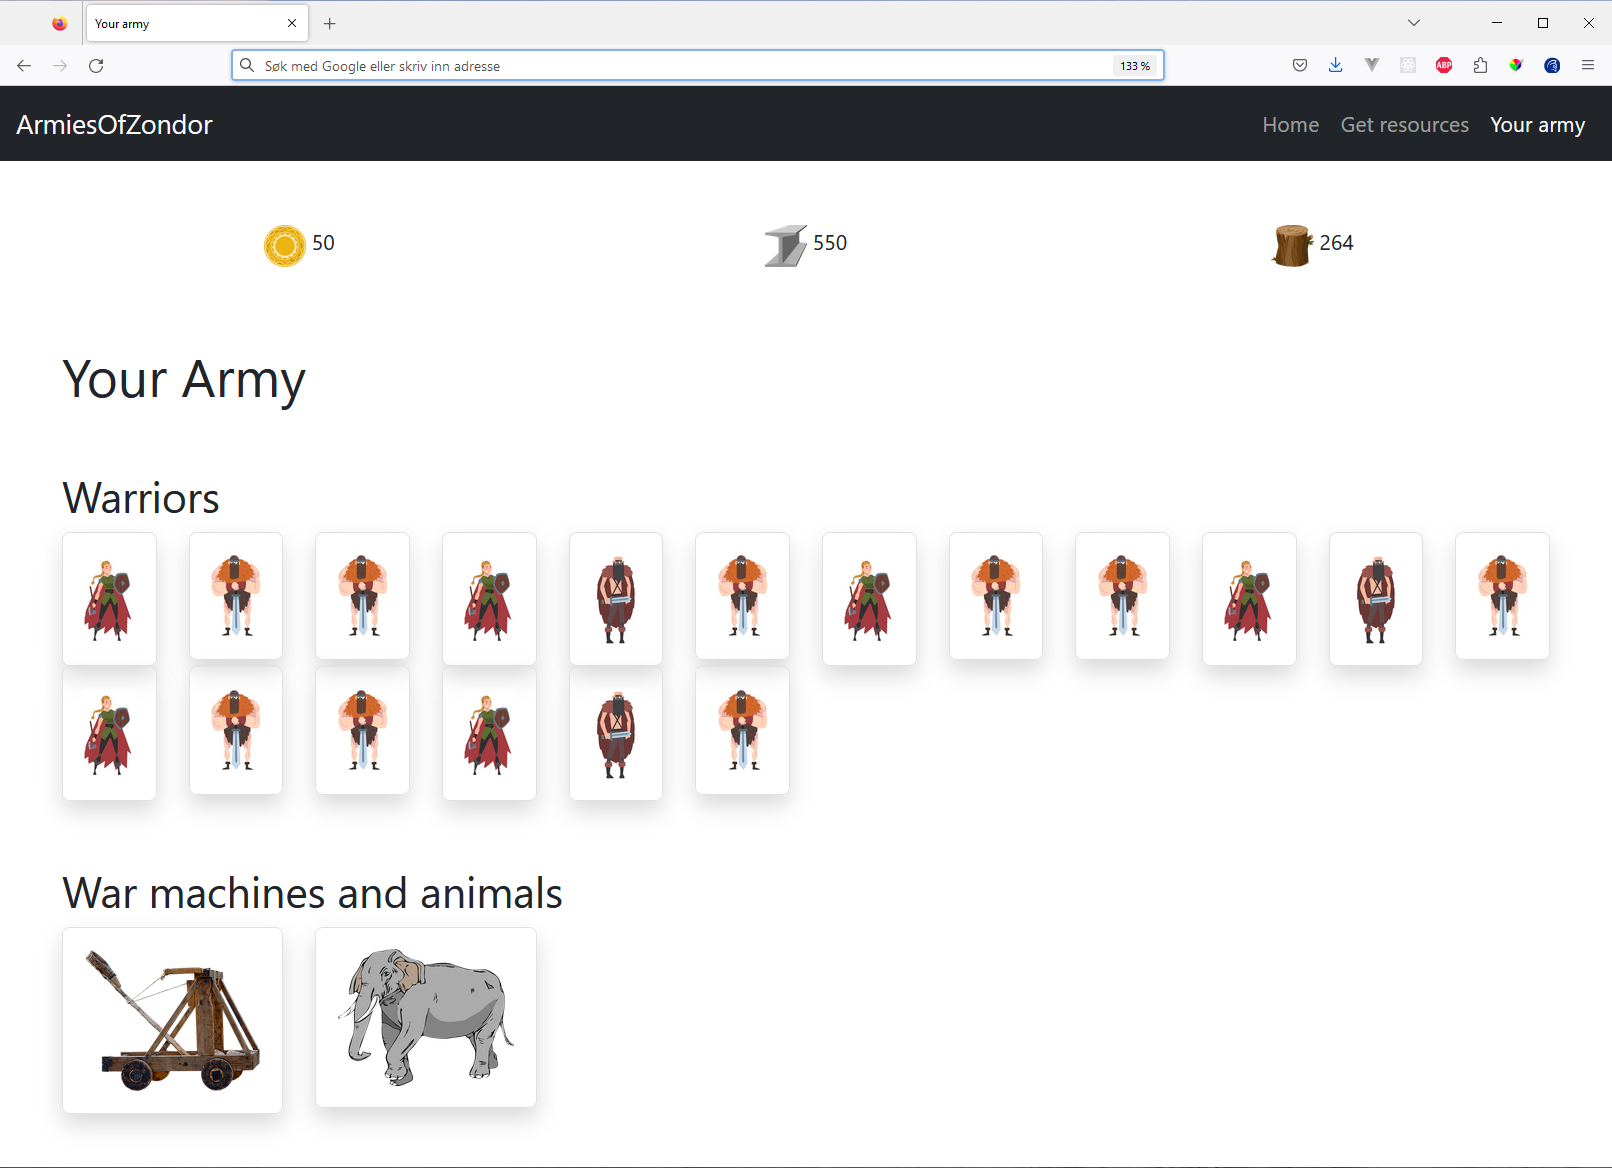 Your army
Søk med Google eller skriv inn adresse
133 %
ABP
ArmiesOfZondor
Home Get resources Your army
50 550 264
Your Army
Warriors
War machines and animals